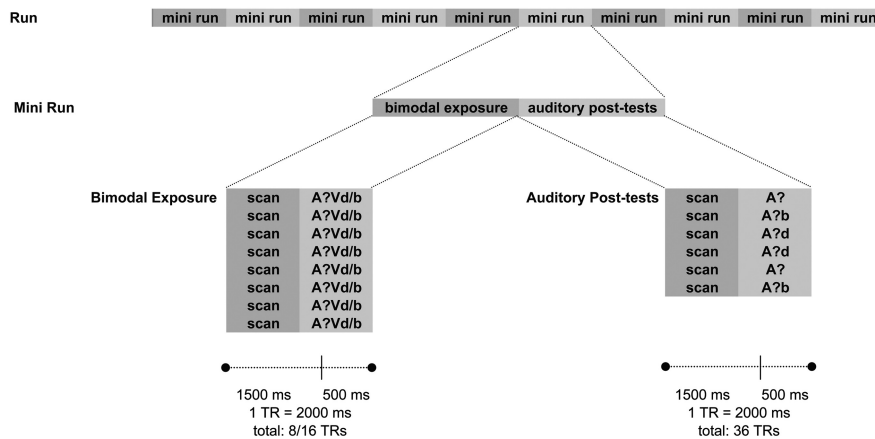 Run mini run mini run mini run mini run mini run mini run mini run mini run mini run mini run
Mini Run bimodal exposure auditory post-tests
Bimodal Exposure scan A?Vd/b Auditory Post-tests scan A?
scan A?Vd/b scan A?b
scan A?Vd/b scan A?d
scan A?Vd/b scan A?d
scan A?Vd/b scan A?
scan A?Vd/b scan A?b
scan A?Vd/b
scan A?Vd/b
1500 ms 500 ms 1500 ms 500 ms
1 TR = 2000 ms 1 TR = 2000 ms
total: 8/16 TRs total: 36 TRs